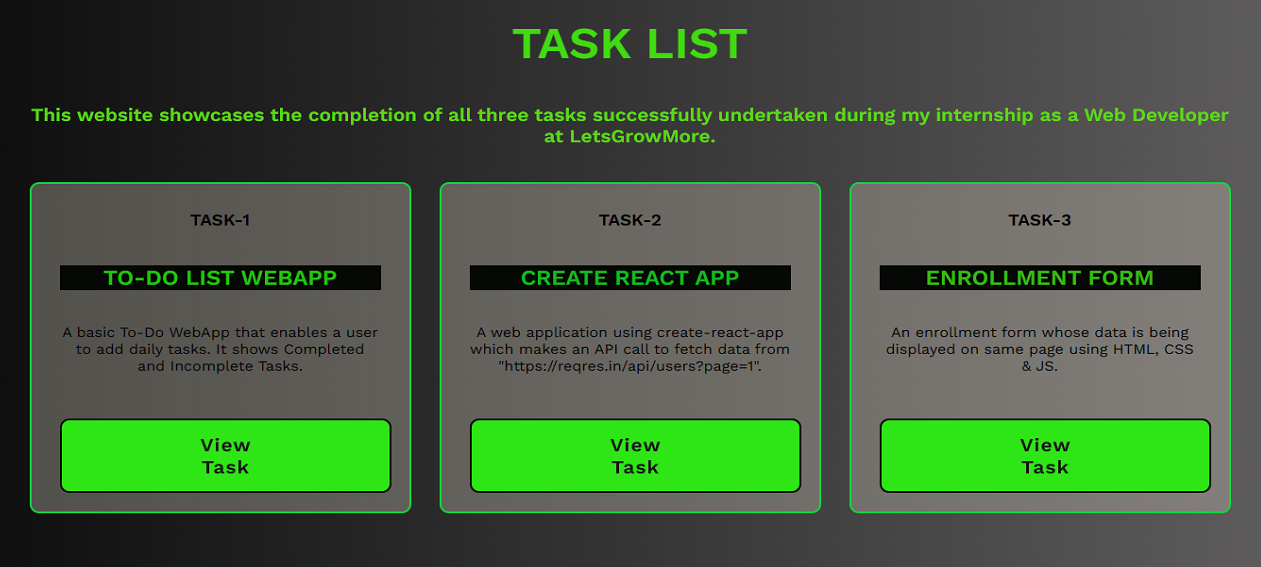 TASK LIST
This website showcases the completion of all three tasks successfully undertaken during my internship as a Web Developer
at LetsGrowMore.
TASK-1
TO-DO LIST WEBAPP
A basic To-Do WebApp that enables a user
to add daily tasks. It shows Completed
and Incomplete Tasks.
View
Task
TASK-2
CREATE REACT APP
A web application using create-react-app
which makes an API call to fetch data from
"https://reqres.in/api/users?page=1".
View
Task
TASK-3
ENROLLMENT FORM
An enrollment form whose data is being
displayed on same page using HTML, CSS
& JS.
View
Task